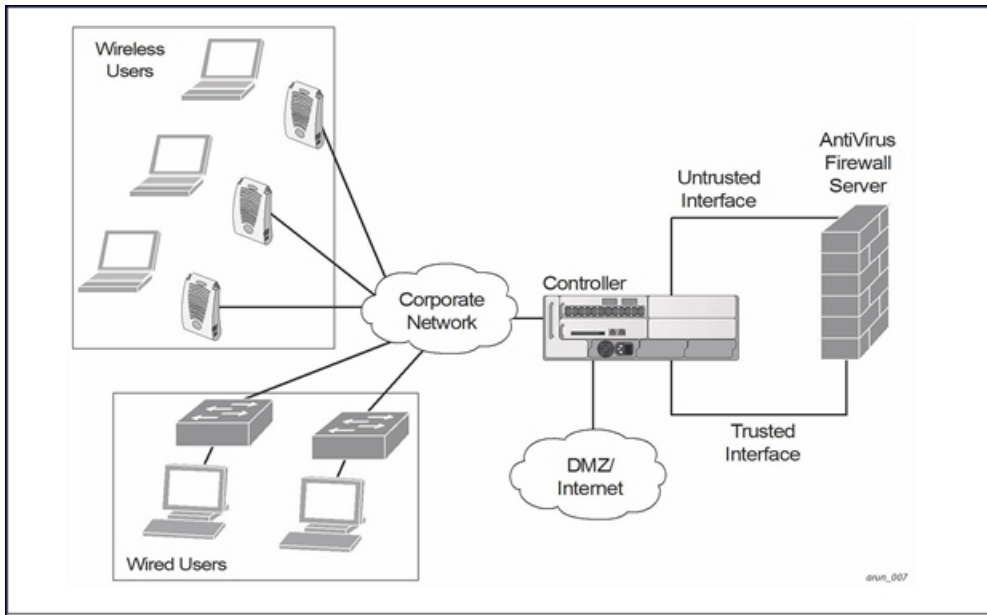 Wireless
Users
AntiVirus
Firewall
Server
Untrusted
Interface
Controller
Corporate
Network
Trusted
Interface
DMZ/
Internet
Wired Users
arun_007